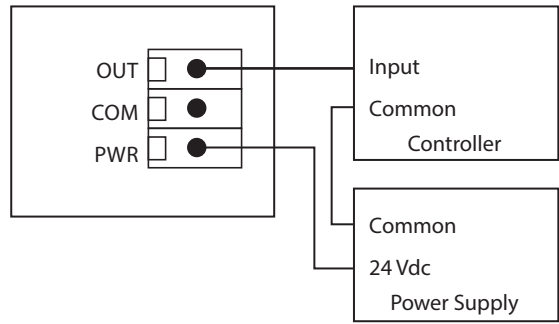 OUT
COM
PWR
Input
Common
Controller
Common
24 Vdc
Power Supply